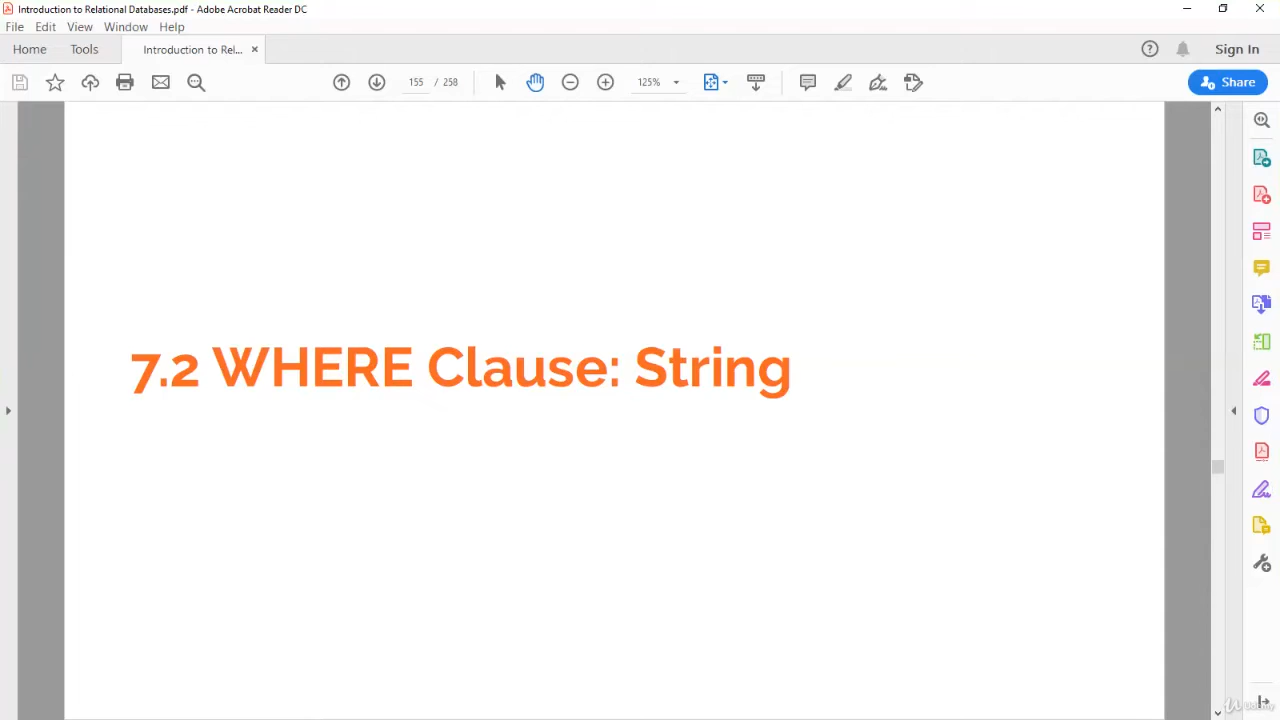 Introduction to Relational Databases.pdf - Adobe Acrobat Reader DC
File Edit View Window Help
Home Tools Introduction to Rel... × Sign In
155 / 258 125% Share
7.2 WHERE Clause: String
Udemy